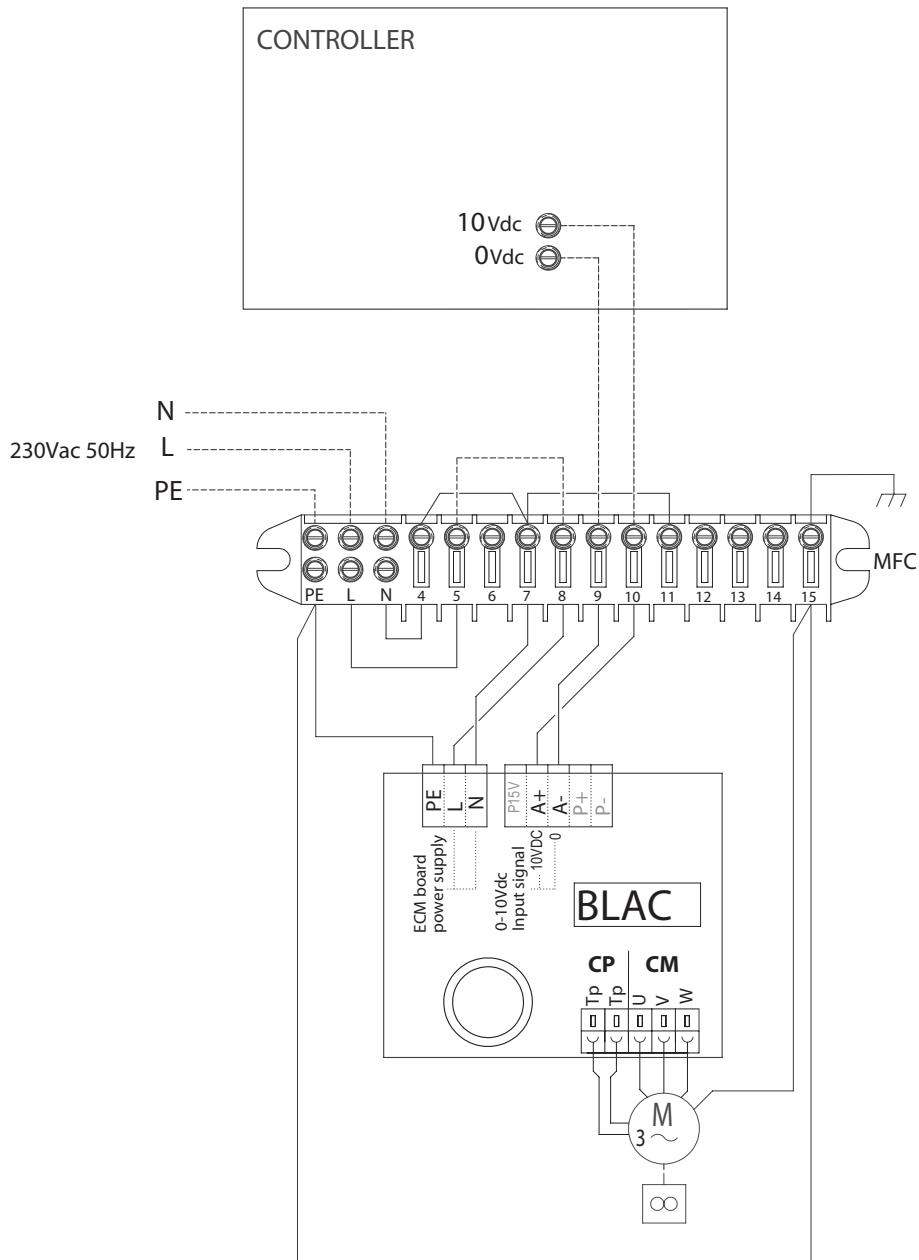 CONTROLLER
10Vdc
0Vdc
N
230Vac 50Hz L
PE
MFC
PE L N 4 5 6 7 8 9 10 11 12 13 14 15
PE
L
N
P15V
A+
A-
P+
P-
ECM board
power supply
0-10Vdc
Input signal
10VDC
0
BLAC
CP CM
Tp Tp U V W
M
3